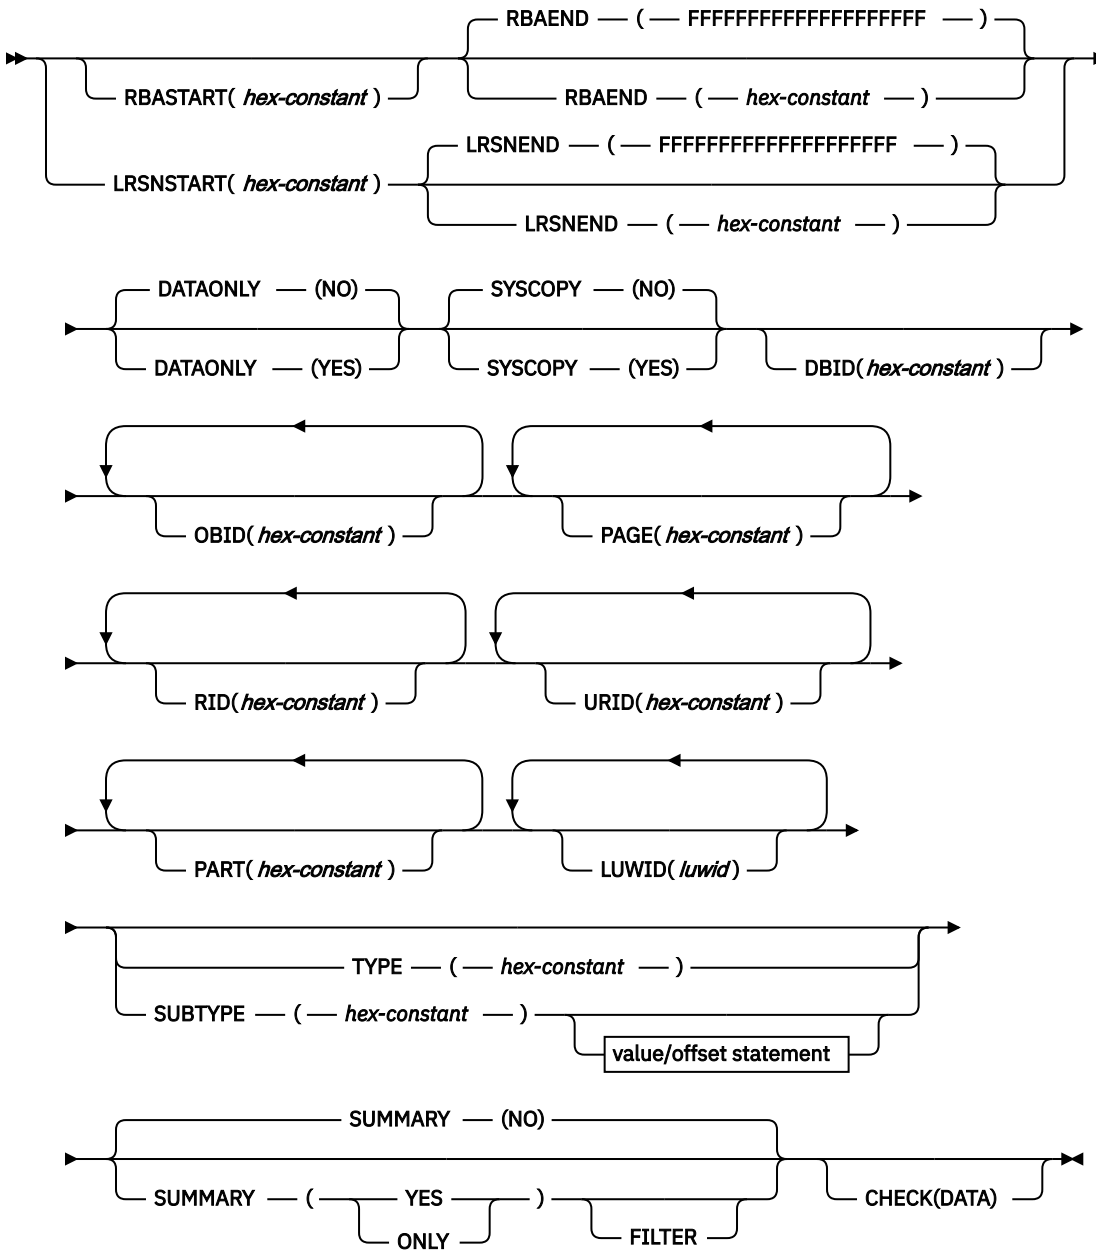 RBAEND ( FFFFFFFFFFFFFFFFFFFF )
RBASTART( hex-constant )
RBAEND ( hex-constant )
LRSNEND ( FFFFFFFFFFFFFFFFFFFF )
LRSNSTART( hex-constant )
LRSNEND ( hex-constant )
DATAONLY (NO)
SYSCOPY (NO)
DATAONLY (YES)
SYSCOPY (YES)
DBID(hex-constant )
OBID(hex-constant )
PAGE(hex-constant )
RID(hex-constant )
URID(hex-constant )
PART(hex-constant )
LUWID(luwid)
TYPE ( hex-constant )
SUBTYPE ( hex-constant )
value/offset statement
SUMMARY (NO)
SUMMARY ( YES )
ONLY
FILTER
CHECK(DATA)